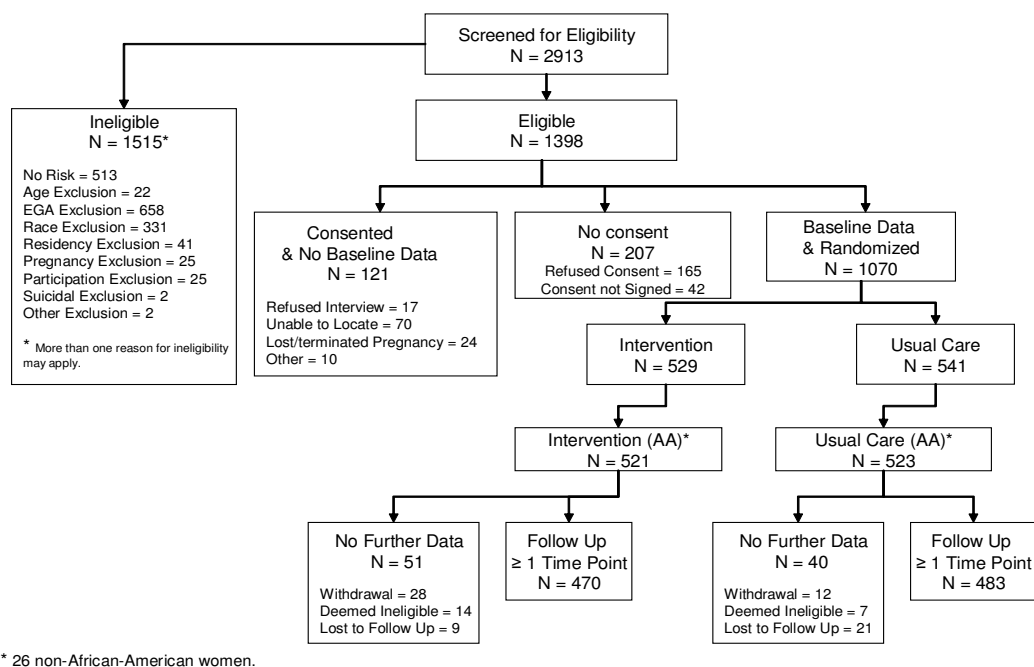 Screened for Eligibility
N = 2913
Ineligible
N = 1515*
No Risk = 513
Age Exclusion = 22
EGA Exclusion = 658
Race Exclusion = 331
Residency Exclusion = 41
Pregnancy Exclusion = 25
Participation Exclusion = 25
Suicidal Exclusion = 2
Other Exclusion = 2
* More than one reason for ineligibility
may apply.
Eligible
N = 1398
Consented
& No Baseline Data
N = 121
Refused Interview = 17
Unable to Locate = 70
Lost/terminated Pregnancy = 24
Other = 10
No consent
N = 207
Refused Consent = 165
Consent not Signed = 42
Baseline Data
& Randomized
N = 1070
Intervention
N = 529
Usual Care
N = 541
Intervention (AA)*
N = 521
Usual Care (AA)*
N = 523
No Further Data
N = 51
Withdrawal = 28
Deemed Ineligible = 14
Lost to Follow Up = 9
Follow Up
≥ 1 Time Point
N = 470
No Further Data
N = 40
Withdrawal = 12
Deemed Ineligible = 7
Lost to Follow Up = 21
Follow Up
≥ 1 Time Point
N = 483
* 26 non-African-American women.